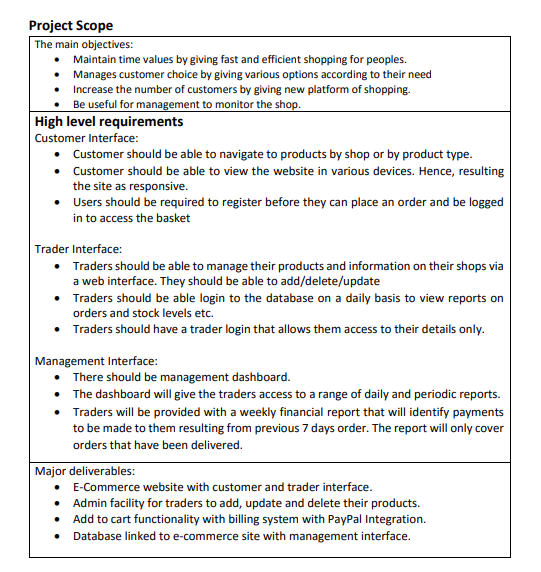 Project Scope
The main objectives:
• Maintain time values by giving fast and efficient shopping for peoples.
• Manages customer choice by giving various options according to their need
• Increase the number of customers by giving new platform of shopping.
• Be useful for management to monitor the shop.
High level requirements
Customer Interface:
• Customer should be able to navigate to products by shop or by product type.
• Customer should be able to view the website in various devices. Hence, resulting
the site as responsive.
• Users should be required to register before they can place an order and be logged
in to access the basket
Trader Interface:
• Traders should be able to manage their products and information on their shops via
a web interface. They should be able to add/delete/update
• Traders should be able login to the database on a daily basis to view reports on
orders and stock levels etc.
• Traders should have a trader login that allows them access to their details only.
Management Interface:
• There should be management dashboard.
• The dashboard will give the traders access to a range of daily and periodic reports.
• Traders will be provided with a weekly financial report that will identify payments
to be made to them resulting from previous 7 days order. The report will only cover
orders that have been delivered.
Major deliverables:
• E-Commerce website with customer and trader interface.
• Admin facility for traders to add, update and delete their products.
• Add to cart functionality with billing system with PayPal Integration.
• Database linked to e-commerce site with management interface.